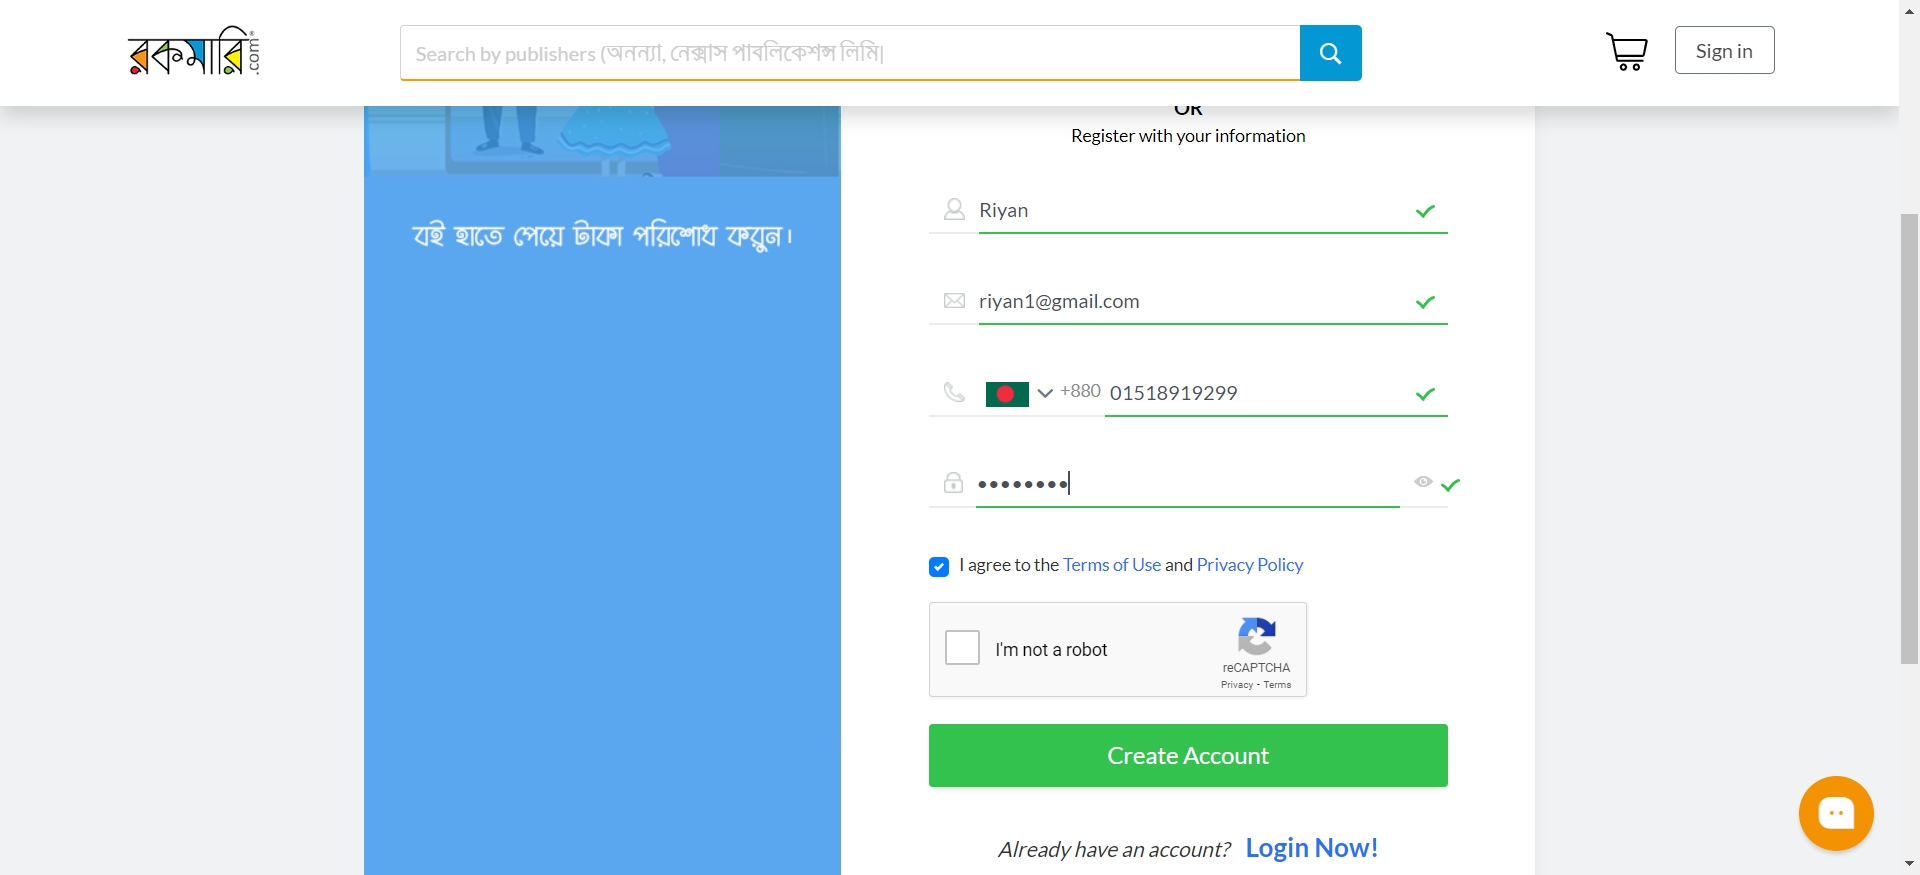 রকমারি.com
Search by publishers (অনন্যা, নেক্সাস পাবলিকেশন্স লিমি|
Sign in
OR
Register with your information
বই হাতে পেয়ে টাকা পরিশোধ করুন।
Riyan
riyan1@gmail.com
+880 01518919299
••••••••
I agree to the Terms of Use and Privacy Policy
I'm not a robot
reCAPTCHA
Privacy - Terms
Create Account
Already have an account? Login Now!